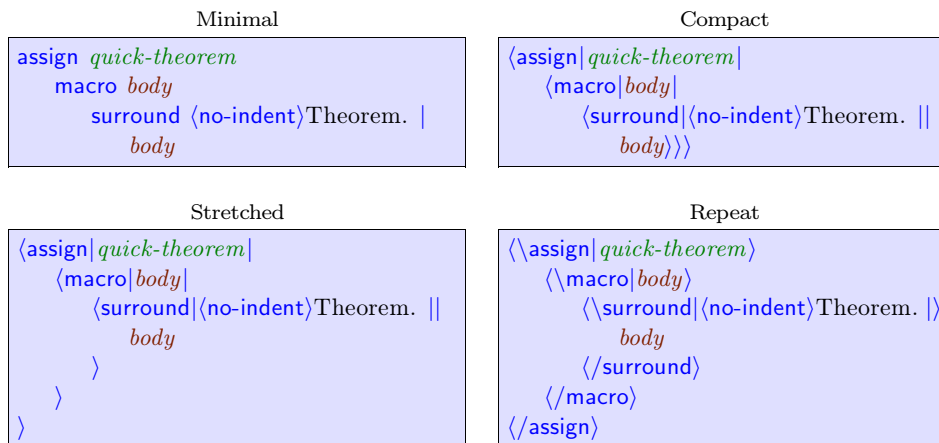 Minimal
assign quick-theorem
macro body
surround ⟨no-indent⟩Theorem. |
body
Compact
⟨assign|quick-theorem|
⟨macro|body|
⟨surround|⟨no-indent⟩Theorem. ||
body⟩⟩⟩
Stretched
⟨assign|quick-theorem|
⟨macro|body|
⟨surround|⟨no-indent⟩Theorem. ||
body
⟩
⟩
⟩
Repeat
⟨\assign|quick-theorem⟩
⟨\macro|body⟩
⟨\surround|⟨no-indent⟩Theorem. |⟩
body
⟨/surround⟩
⟨/macro⟩
⟨/assign⟩